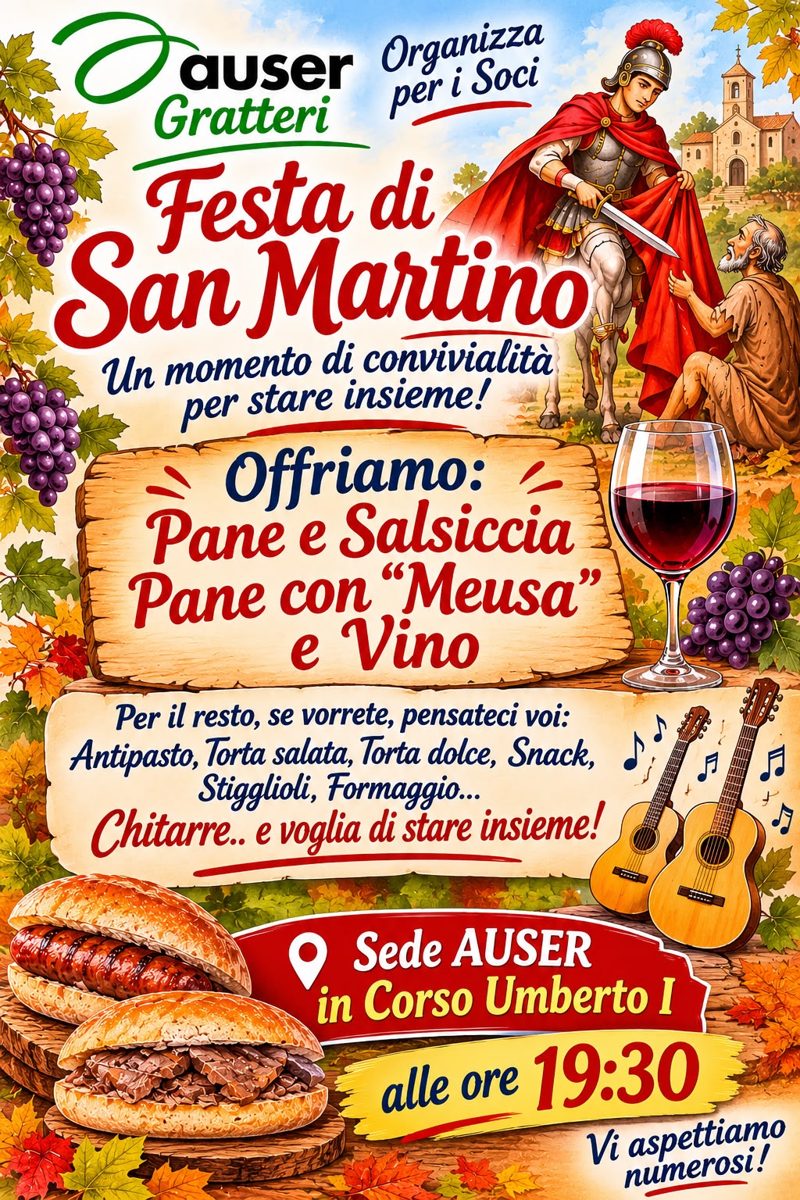 auser
Gratteri
Organizza
per i Soci
Festa di
San Martino
Un momento di convivialità
per stare insieme!
Offriamo:
Pane e Salsiccia
Pane con “Meusa”
e Vino
Per il resto, se vorrete, pensateci voi:
Antipasto, Torta salata, Torta dolce, Snack,
Stigglioli, Formaggio...
Chitarre.. e voglia di stare insieme!
Sede AUSER
in Corso Umberto I
alle ore 19:30
Vi aspettiamo
numerosi!